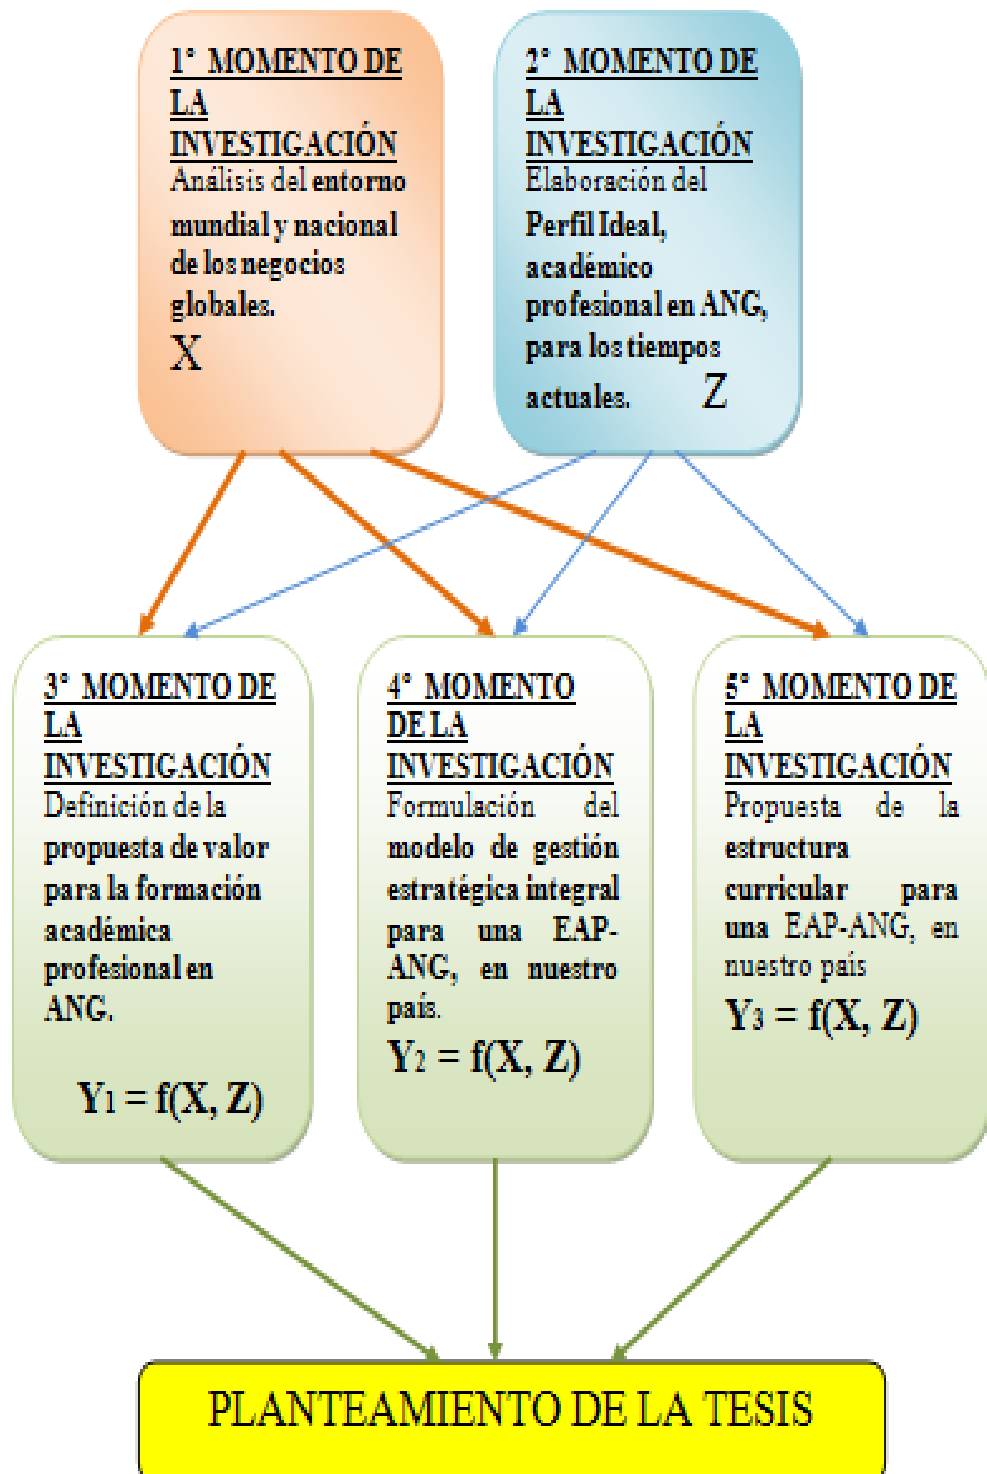 1° MOMENTO DE
LA
INVESTIGACIÓN
Análisis del entorno
mundial y nacional
de los negocios
globales.
X
2° MOMENTO DE
LA
INVESTIGACIÓN
Elaboración del
Perfil Ideal,
académico
profesional en ANG,
para los tiempos
actuales. Z
3° MOMENTO DE
LA
INVESTIGACIÓN
Definición de la
propuesta de valor
para la formación
académica
profesional en
ANG.
Y1 = f(X, Z)
4° MOMENTO
DE LA
INVESTIGACIÓN
Formulación del
modelo de gestión
estratégica integral
para una EAP-
ANG, en nuestro
país.
Y2 = f(X, Z)
5° MOMENTO DE
LA
INVESTIGACIÓN
Propuesta de la
estructura
curricular para
una EAP-ANG, en
nuestro país
Y3 = f(X, Z)
PLANTEAMIENTO DE LA TESIS